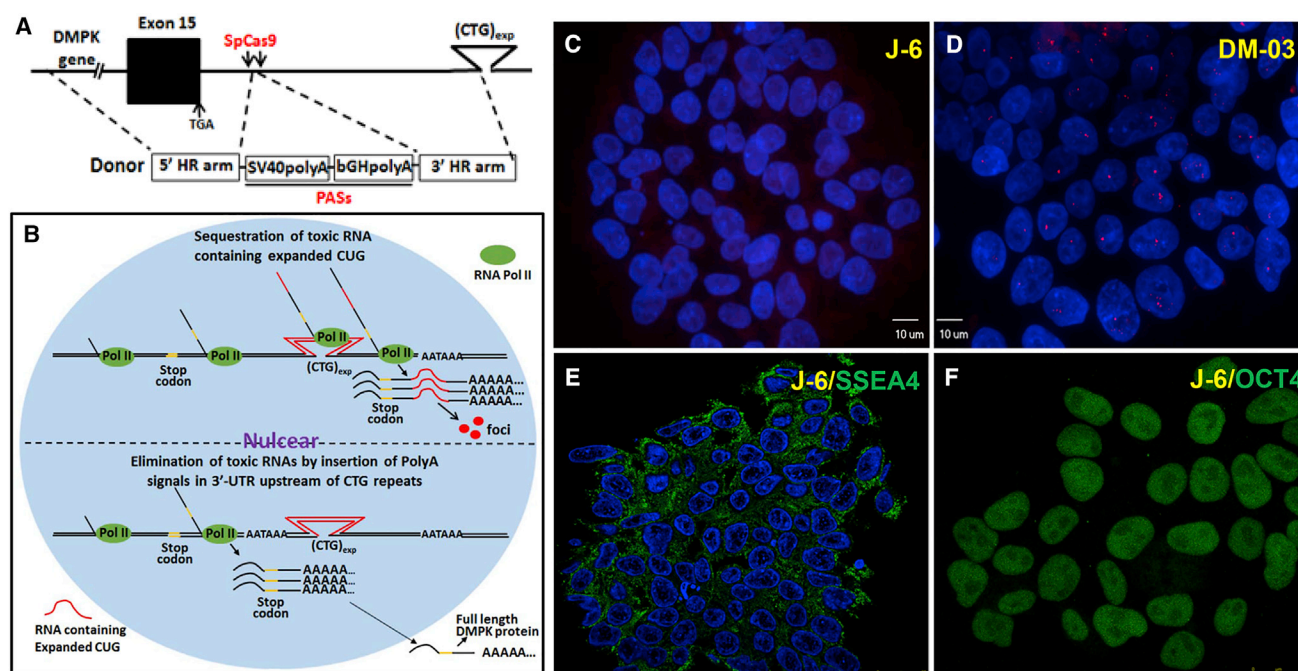 A
DMPK
gene
Exon 15
SpCas9
(CTG)exp
TGA
Donor
5' HR arm
SV40polyA
bGHpolyA
3' HR arm
PASs
B
Sequestration of toxic RNA
containing expanded CUG
RNA Pol II
Pol II
Pol II
Pol II
Pol II
AATAAA
Stop
codon
(CTG)exp
AAAAA...
AAAAA...
AAAAA...
Stop
codon
foci
Nulcear
Elimination of toxic RNAs by insertion of PolyA
signals in 3'-UTR upstream of CTG repeats
Pol II
Pol II
AATAAA
AATAAA
Stop
codon
(CTG)exp
AAAAA...
AAAAA...
AAAAA...
Stop
codon
RNA containing
Expanded CUG
Full length
DMPK protein
AAAAA...
C
J-6
10 um
D
DM-03
10 um
E
J-6/SSEA4
F
J-6/OCT4